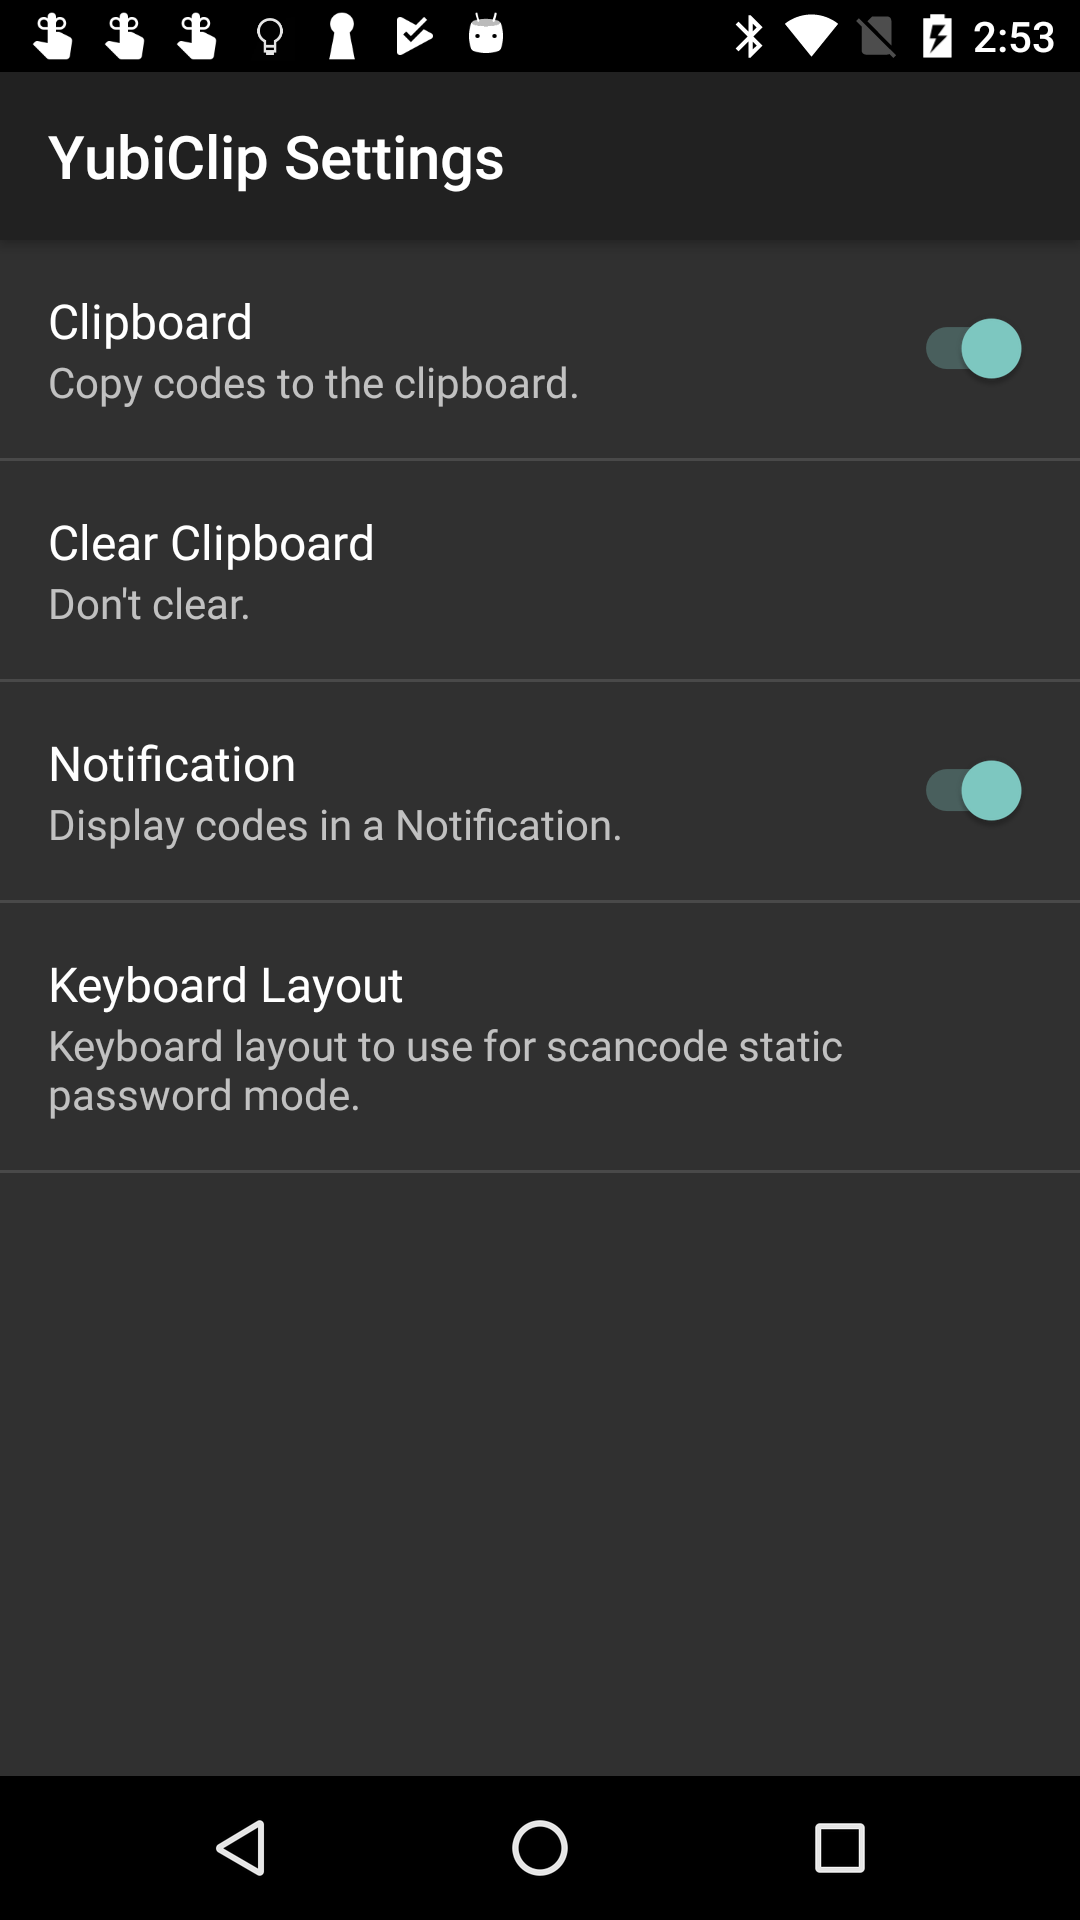 2:53
YubiClip Settings
Clipboard
Copy codes to the clipboard.
Clear Clipboard
Don't clear.
Notification
Display codes in a Notification.
Keyboard Layout
Keyboard layout to use for scancode static
password mode.